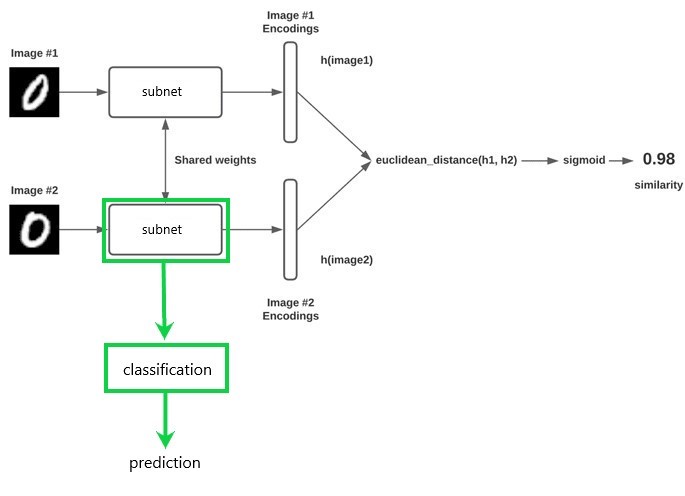 Image #1
Encodings
Image #1
h(image1)
subnet
Shared weights
euclidean_distance(h1, h2)
sigmoid
0.98
similarity
Image #2
subnet
h(image2)
Image #2
Encodings
classification
prediction